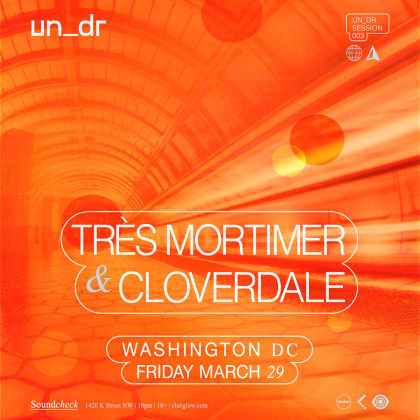 un_dr
UN_DR
SESSION
003
TRÈS MORTIMER
& CLOVERDALE
WASHINGTON DC
FRIDAY MARCH 29
Soundcheck 1420 K Street NW | 10pm | 18+ | clubglow.com